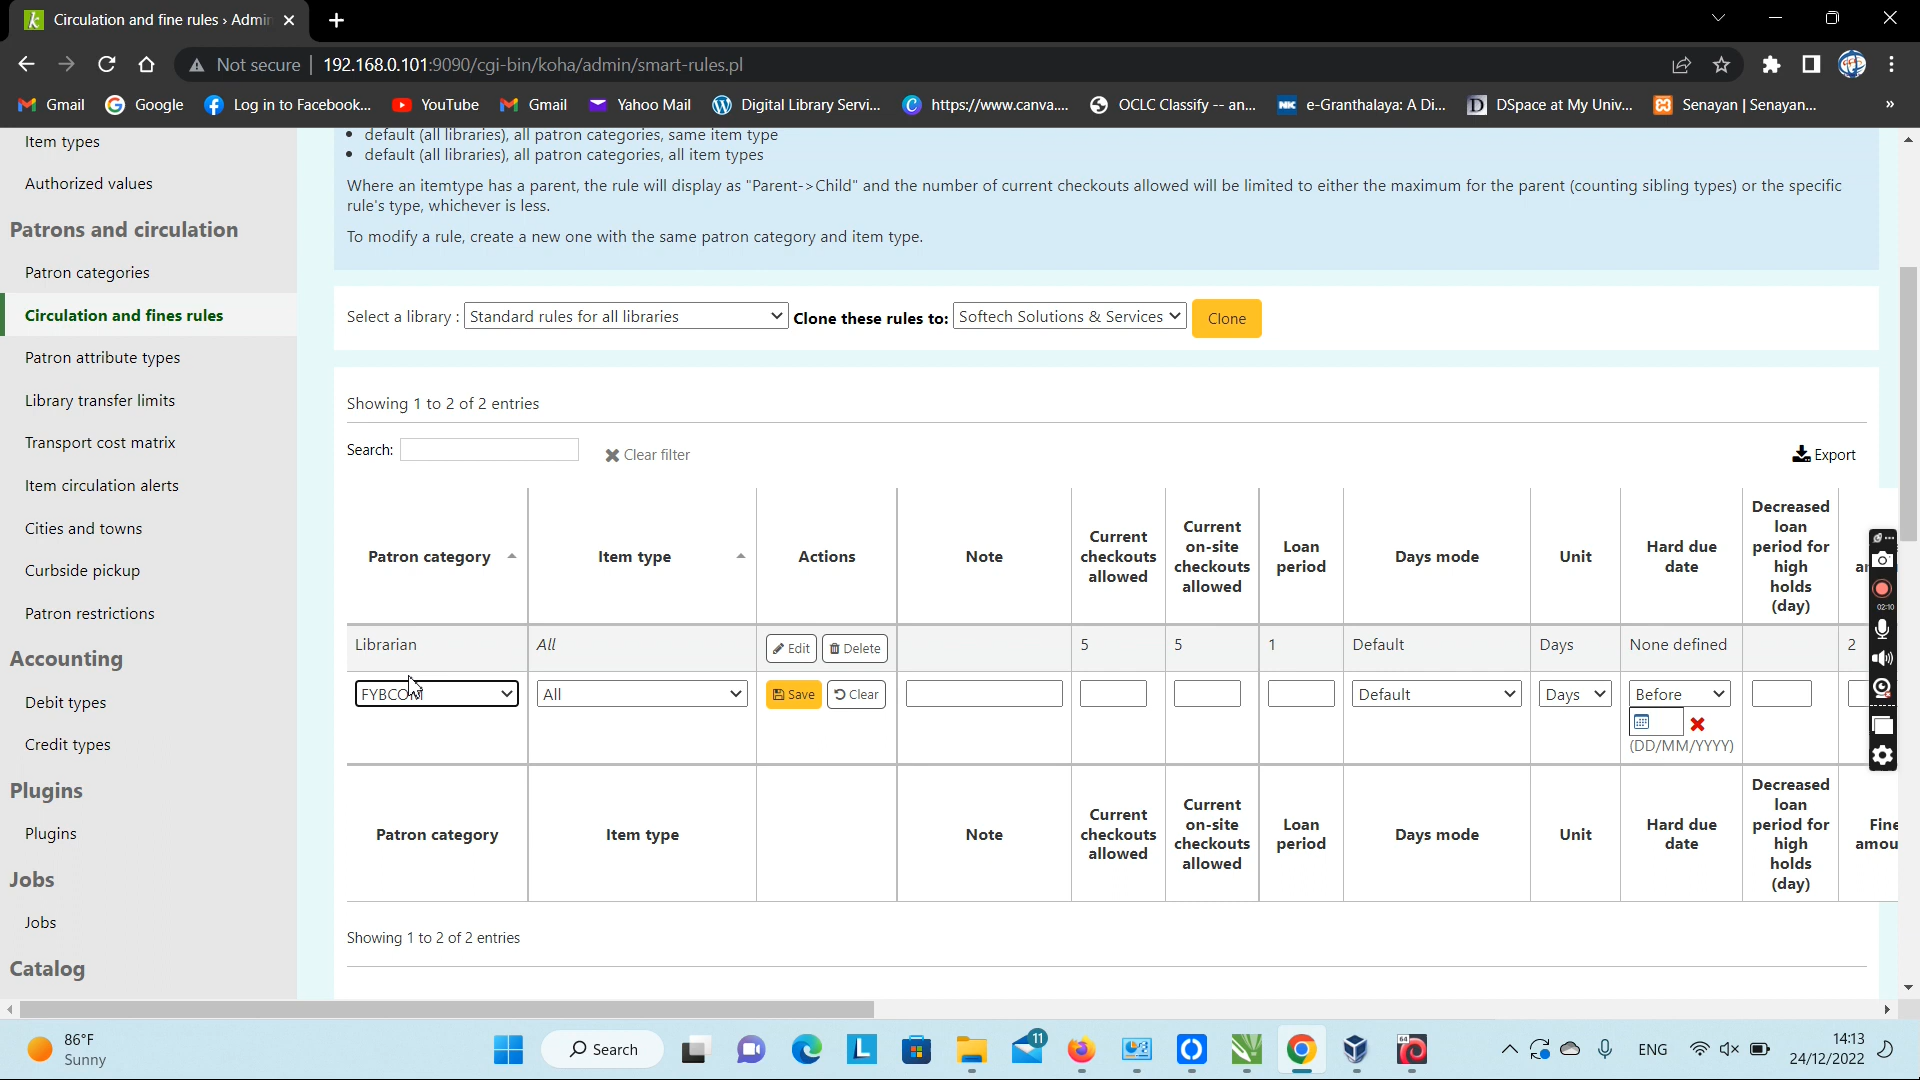 Circulation and fine rules › Admin
Not secure
192.168.0.101:9090/cgi-bin/koha/admin/smart-rules.pl
Gmail
Google
Log in to Facebook...
YouTube
Gmail
Yahoo Mail
Digital Library Servi...
https://www.canva....
OCLC Classify -- an...
e-Granthalaya: A Di...
DSpace at My Univ...
Senayan | Senayan...
»
Item types
Authorized values
Patrons and circulation
Patron categories
Circulation and fines rules
Patron attribute types
Library transfer limits
Transport cost matrix
Item circulation alerts
Cities and towns
Curbside pickup
Patron restrictions
Accounting
Debit types
Credit types
Plugins
Plugins
Jobs
Jobs
Catalog
default (all libraries), all patron categories, same item type
default (all libraries), all patron categories, all item types
Where an itemtype has a parent, the rule will display as "Parent->Child" and the number of current checkouts allowed will be limited to either the maximum for the parent (counting sibling types) or the specific
rule's type, whichever is less.
To modify a rule, create a new one with the same patron category and item type.
Select a library : Standard rules for all libraries Clone these rules to: Softech Solutions & Services Clone
Showing 1 to 2 of 2 entries
Search: Clear filter Export
Patron category
Item type
Actions
Note
Current
checkouts
allowed
Current
on-site
checkouts
allowed
Loan
period
Days mode
Unit
Hard due
date
Decreased
loan
period for
high
holds
(day)
Librarian All Edit Delete 5 5 1 Default Days None defined 2
FYBCOM All Save Clear Default Days Before
(DD/MM/YYYY)
02:10
Patron category
Item type
Note
Current
checkouts
allowed
Current
on-site
checkouts
allowed
Loan
period
Days mode
Unit
Hard due
date
Decreased
loan
period for
high
holds
(day)
Fine
amou
Showing 1 to 2 of 2 entries
86°F
Sunny
Search
11
64
ENG
14:13
24/12/2022